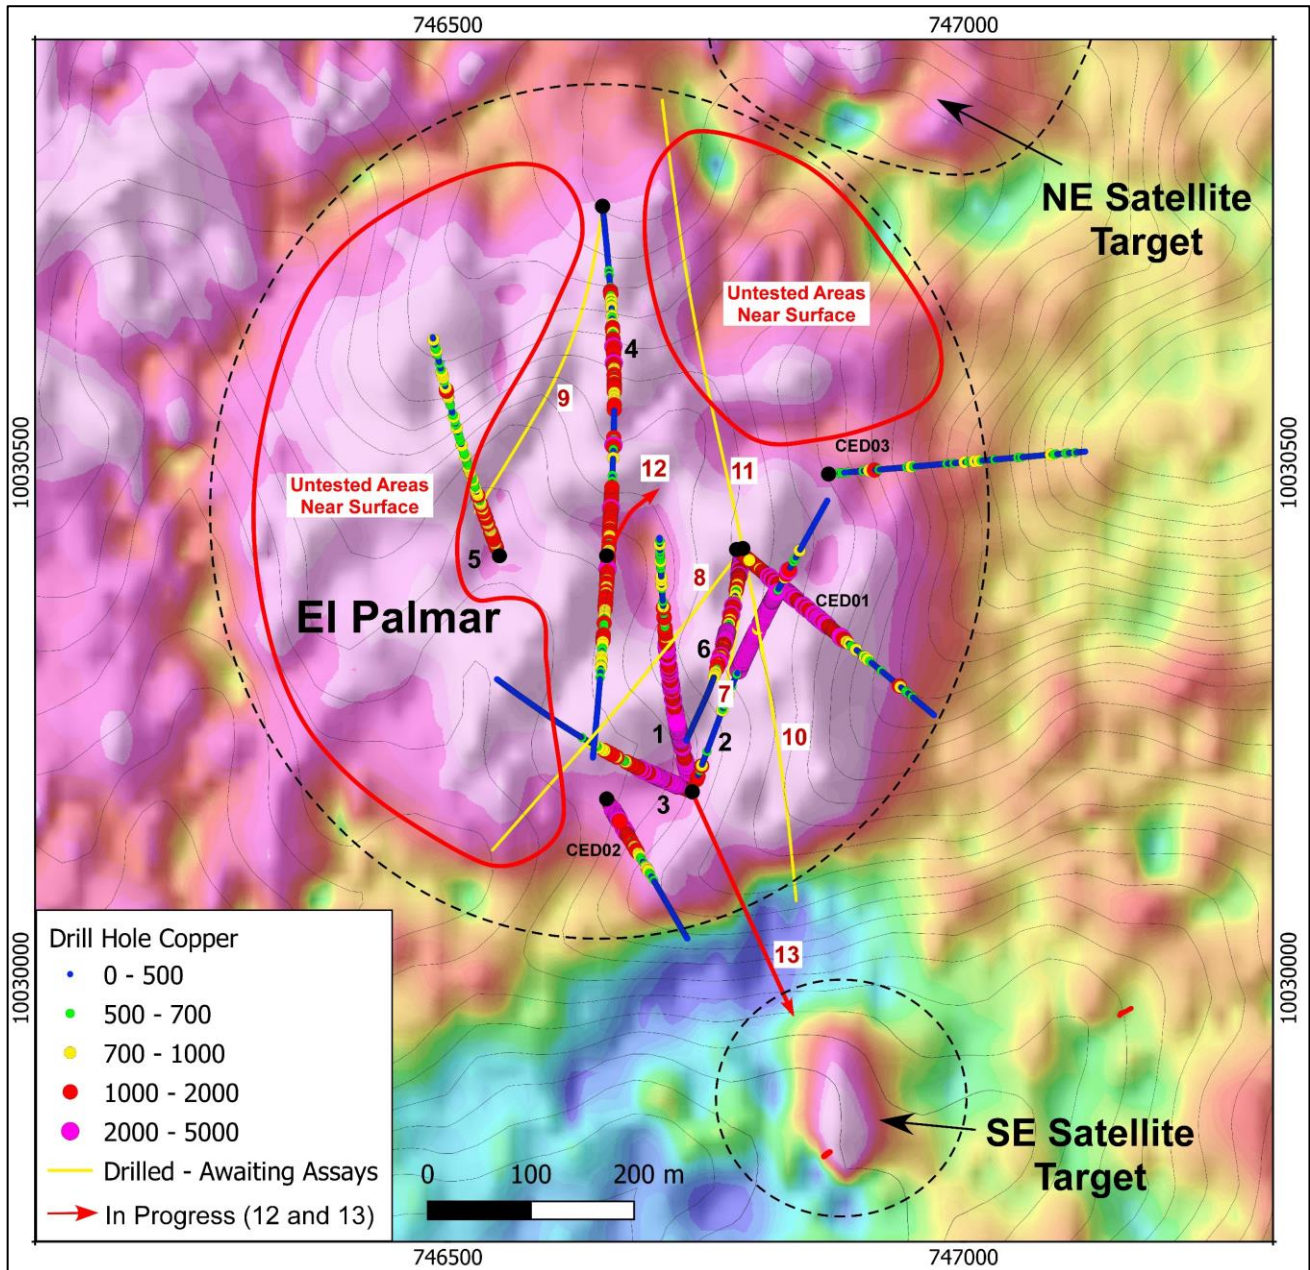 746500
747000
NE Satellite
Target
Untested Areas
Near Surface
4
9
CED03
10030500
10030500
12
11
Untested Areas
Near Surface
5
8
El Palmar
CED01
6
7
1
2
10
3
CED02
13
10030000
10030000
Drill Hole Copper
0 - 500
500 - 700
700 - 1000
1000 - 2000
2000 - 5000
Drilled - Awaiting Assays
In Progress (12 and 13)
0
100
200 m
SE Satellite
Target
746500
747000